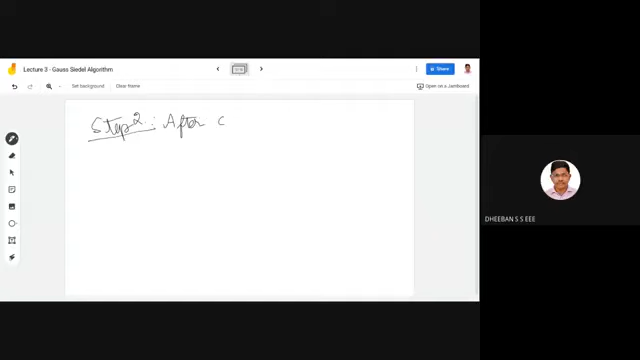 Lecture 3 - Gauss Siedel Algorithm
Share
Set background
Clear frame
Open on a Jamboard
Step 2 : After c
DHEEBAN S S EEE